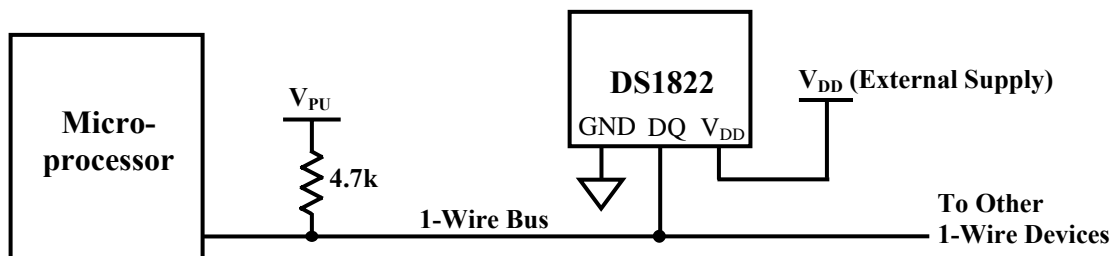 Micro-
processor
V_PU
4.7k
1-Wire Bus
DS1822
GND DQ V_DD
V_DD (External Supply)
To Other
1-Wire Devices